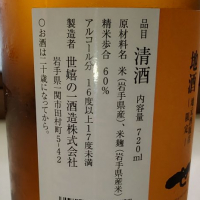 品目 清酒 内容量 720ml
原材料名 米(岩手県産)、米麹(岩手県産米)
精米歩合 60%
アルコール分 16度以上17度未満
製造者 世嬉の一酒造株式会社
岩手県一関市田村町5-42
○お酒は二十歳になってから。
地酒